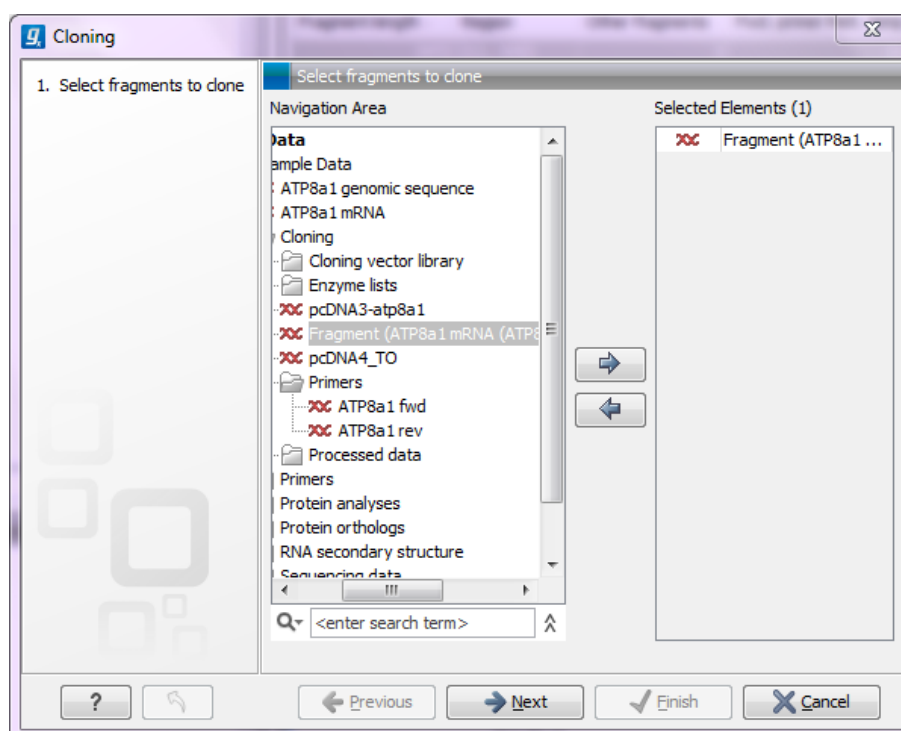 Cloning
1. Select fragments to clone
Select fragments to clone
Navigation Area
Data
ample Data
ATP8a1 genomic sequence
ATP8a1 mRNA
Cloning
Cloning vector library
Enzyme lists
pcDNA3-atp8a1
Fragment (ATP8a1 mRNA (ATP8
pcDNA4_TO
Primers
ATP8a1 fwd
ATP8a1 rev
Processed data
Primers
Protein analyses
Protein orthologs
RNA secondary structure
Sequencing data
<enter search term>
Selected Elements (1)
Fragment (ATP8a1 ...
?
Previous
Next
Finish
Cancel